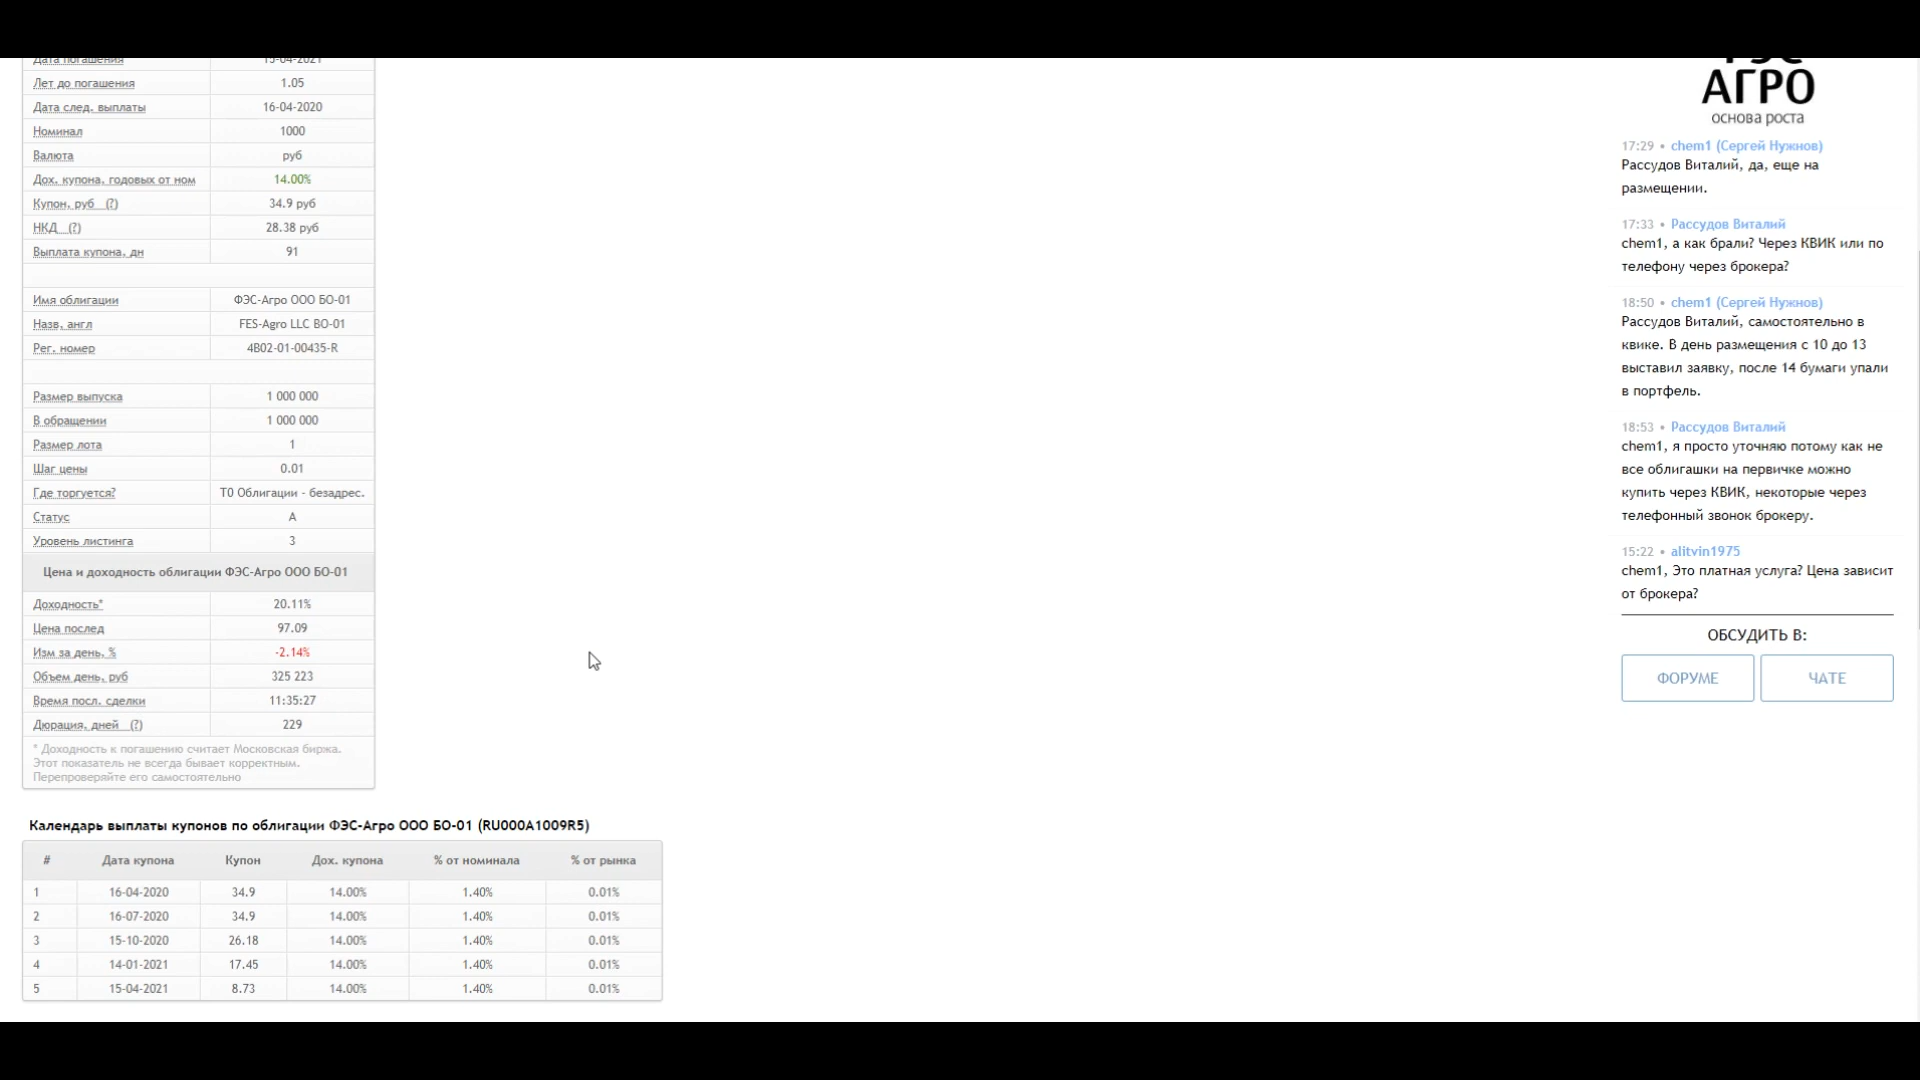 Дата погашения 15-04-2021
Лет до погашения 1.05
Дата след. выплаты 16-04-2020
Номинал 1000
Валюта руб
Дох. купона, годовых от ном 14.00%
Купон, руб (?) 34.9 руб
НКД (?) 28.38 руб
Выплата купона, дн 91
Имя облигации ФЭС-Агро ООО БО-01
Назв. англ FES-Agro LLC BO-01
Рег. номер 4B02-01-00435-R
Размер выпуска 1 000 000
В обращении 1 000 000
Размер лота 1
Шаг цены 0.01
Где торгуется? Т0 Облигации - безадрес.
Статус А
Уровень листинга 3
Цена и доходность облигации ФЭС-Агро ООО БО-01
Доходность* 20.11%
Цена послед 97.09
Изм за день, % -2.14%
Объем день, руб 325 223
Время посл. сделки 11:35:27
Дюрация, дней (?) 229
* Доходность к погашению считает Московская биржа.
Этот показатель не всегда бывает корректным.
Перепроверяйте его самостоятельно
Календарь выплаты купонов по облигации ФЭС-Агро ООО БО-01 (RU000A1009R5)
# Дата купона Купон Дох. купона % от номинала % от рынка
1 16-04-2020 34.9 14.00% 1.40% 0.01%
2 16-07-2020 34.9 14.00% 1.40% 0.01%
3 15-10-2020 26.18 14.00% 1.40% 0.01%
4 14-01-2021 17.45 14.00% 1.40% 0.01%
5 15-04-2021 8.73 14.00% 1.40% 0.01%
ФЭС
АГРО
основа роста
17:29 • chem1 (Сергей Нужнов)
Рассудов Виталий, да, еще на
размещении.
17:33 • Рассудов Виталий
chem1, а как брали? Через КВИК или по
телефону через брокера?
18:50 • chem1 (Сергей Нужнов)
Рассудов Виталий, самостоятельно в
квике. В день размещения с 10 до 13
выставил заявку, после 14 бумаги упали
в портфель.
18:53 • Рассудов Виталий
chem1, я просто уточняю потому как не
все облигашки на первичке можно
купить через КВИК, некоторые через
телефонный звонок брокеру.
15:22 • alitvin1975
chem1, Это платная услуга? Цена зависит
от брокера?
ОБСУДИТЬ В:
ФОРУМЕ ЧАТЕ